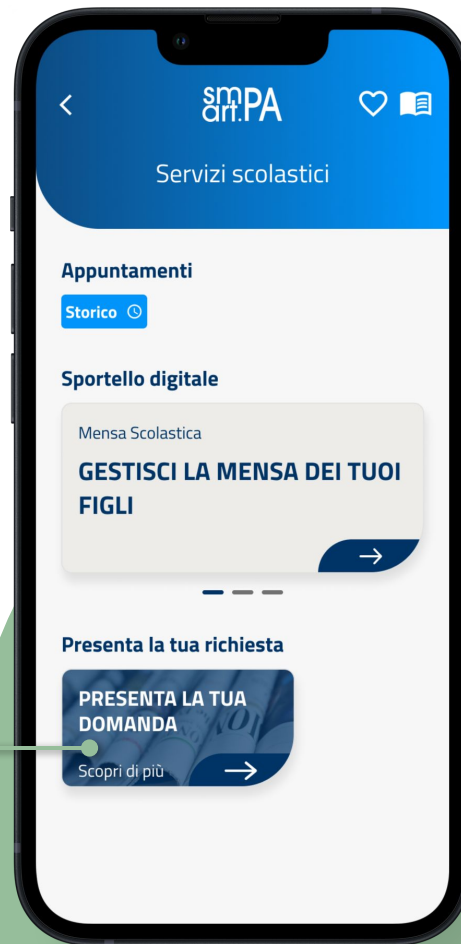 smart.PA
Servizi scolastici
Appuntamenti
Storico
Sportello digitale
Mensa Scolastica
GESTISCI LA MENSA DEI TUOI
FIGLI
Presenta la tua richiesta
PRESENTA LA TUA
DOMANDA
Scopri di più